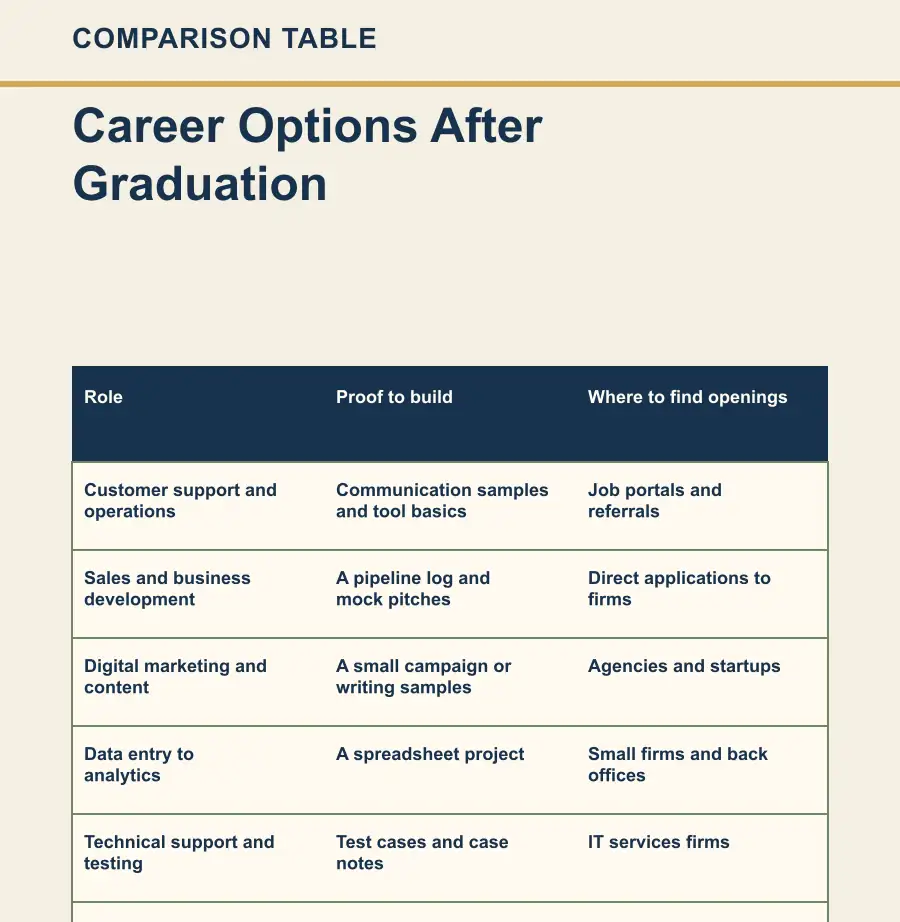 COMPARISON TABLE
Career Options After
Graduation
Role
Proof to build
Where to find openings
Customer support and
operations
Communication samples
and tool basics
Job portals and
referrals
Sales and business
development
A pipeline log and
mock pitches
Direct applications to
firms
Digital marketing and
content
A small campaign or
writing samples
Agencies and startups
Data entry to
analytics
A spreadsheet project
Small firms and back
offices
Technical support and
testing
Test cases and case
notes
IT services firms